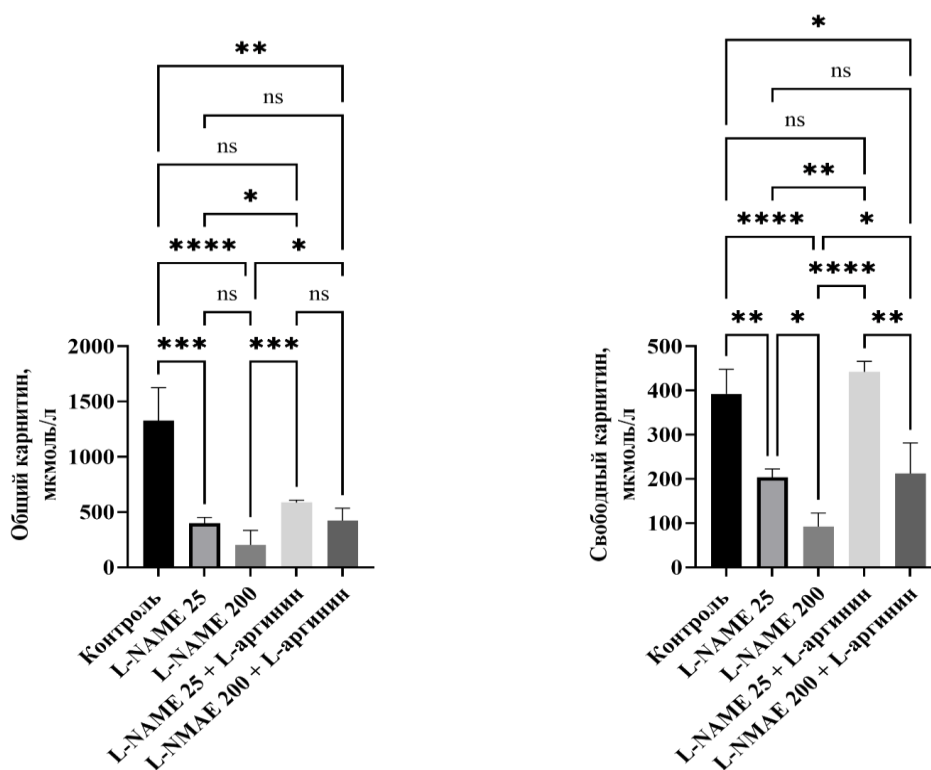 **
ns
ns
*
****
*
ns
ns
***
***
2000
1500
1000
500
0
Общий карнитин,
мкмоль/л
Контроль
L-NAME 25
L-NAME 200
L-NAME 25 + L-аргинин
L-NMAE 200 + L-аргинин
*
ns
ns
**
****
*
****
**
*
**
500
400
300
200
100
0
Свободный карнитин,
мкмоль/л
Контроль
L-NAME 25
L-NAME 200
L-NAME 25 + L-аргинин
L-NMAE 200 + L-аргинин